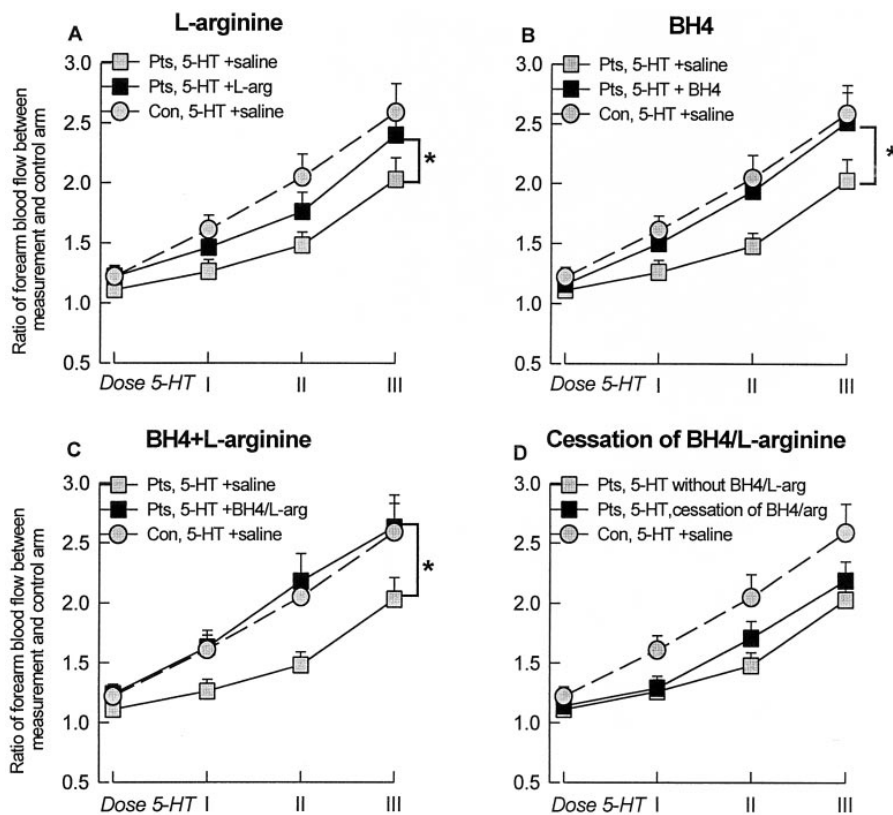 L-arginine
A
Pts, 5-HT +saline
Pts, 5-HT +L-arg
Con, 5-HT +saline
Ratio of forearm blood flow between
measurement and control arm
3.0
2.5
2.0
1.5
1.0
0.5
*
Dose 5-HT I II III
BH4
B
Pts, 5-HT +saline
Pts, 5-HT + BH4
Con, 5-HT +saline
3.0
2.5
2.0
1.5
1.0
0.5
*
Dose 5-HT I II III
BH4+L-arginine
C
Pts, 5-HT +saline
Pts, 5-HT +BH4/L-arg
Con, 5-HT +saline
Ratio of forearm blood flow between
measurement and control arm
3.0
2.5
2.0
1.5
1.0
0.5
*
Dose 5-HT I II III
Cessation of BH4/L-arginine
D
Pts, 5-HT without BH4/L-arg
Pts, 5-HT,cessation of BH4/arg
Con, 5-HT +saline
3.0
2.5
2.0
1.5
1.0
0.5
Dose 5-HT I II III